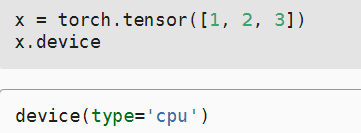 x = torch.tensor([1, 2, 3])
x.device
device(type='cpu')